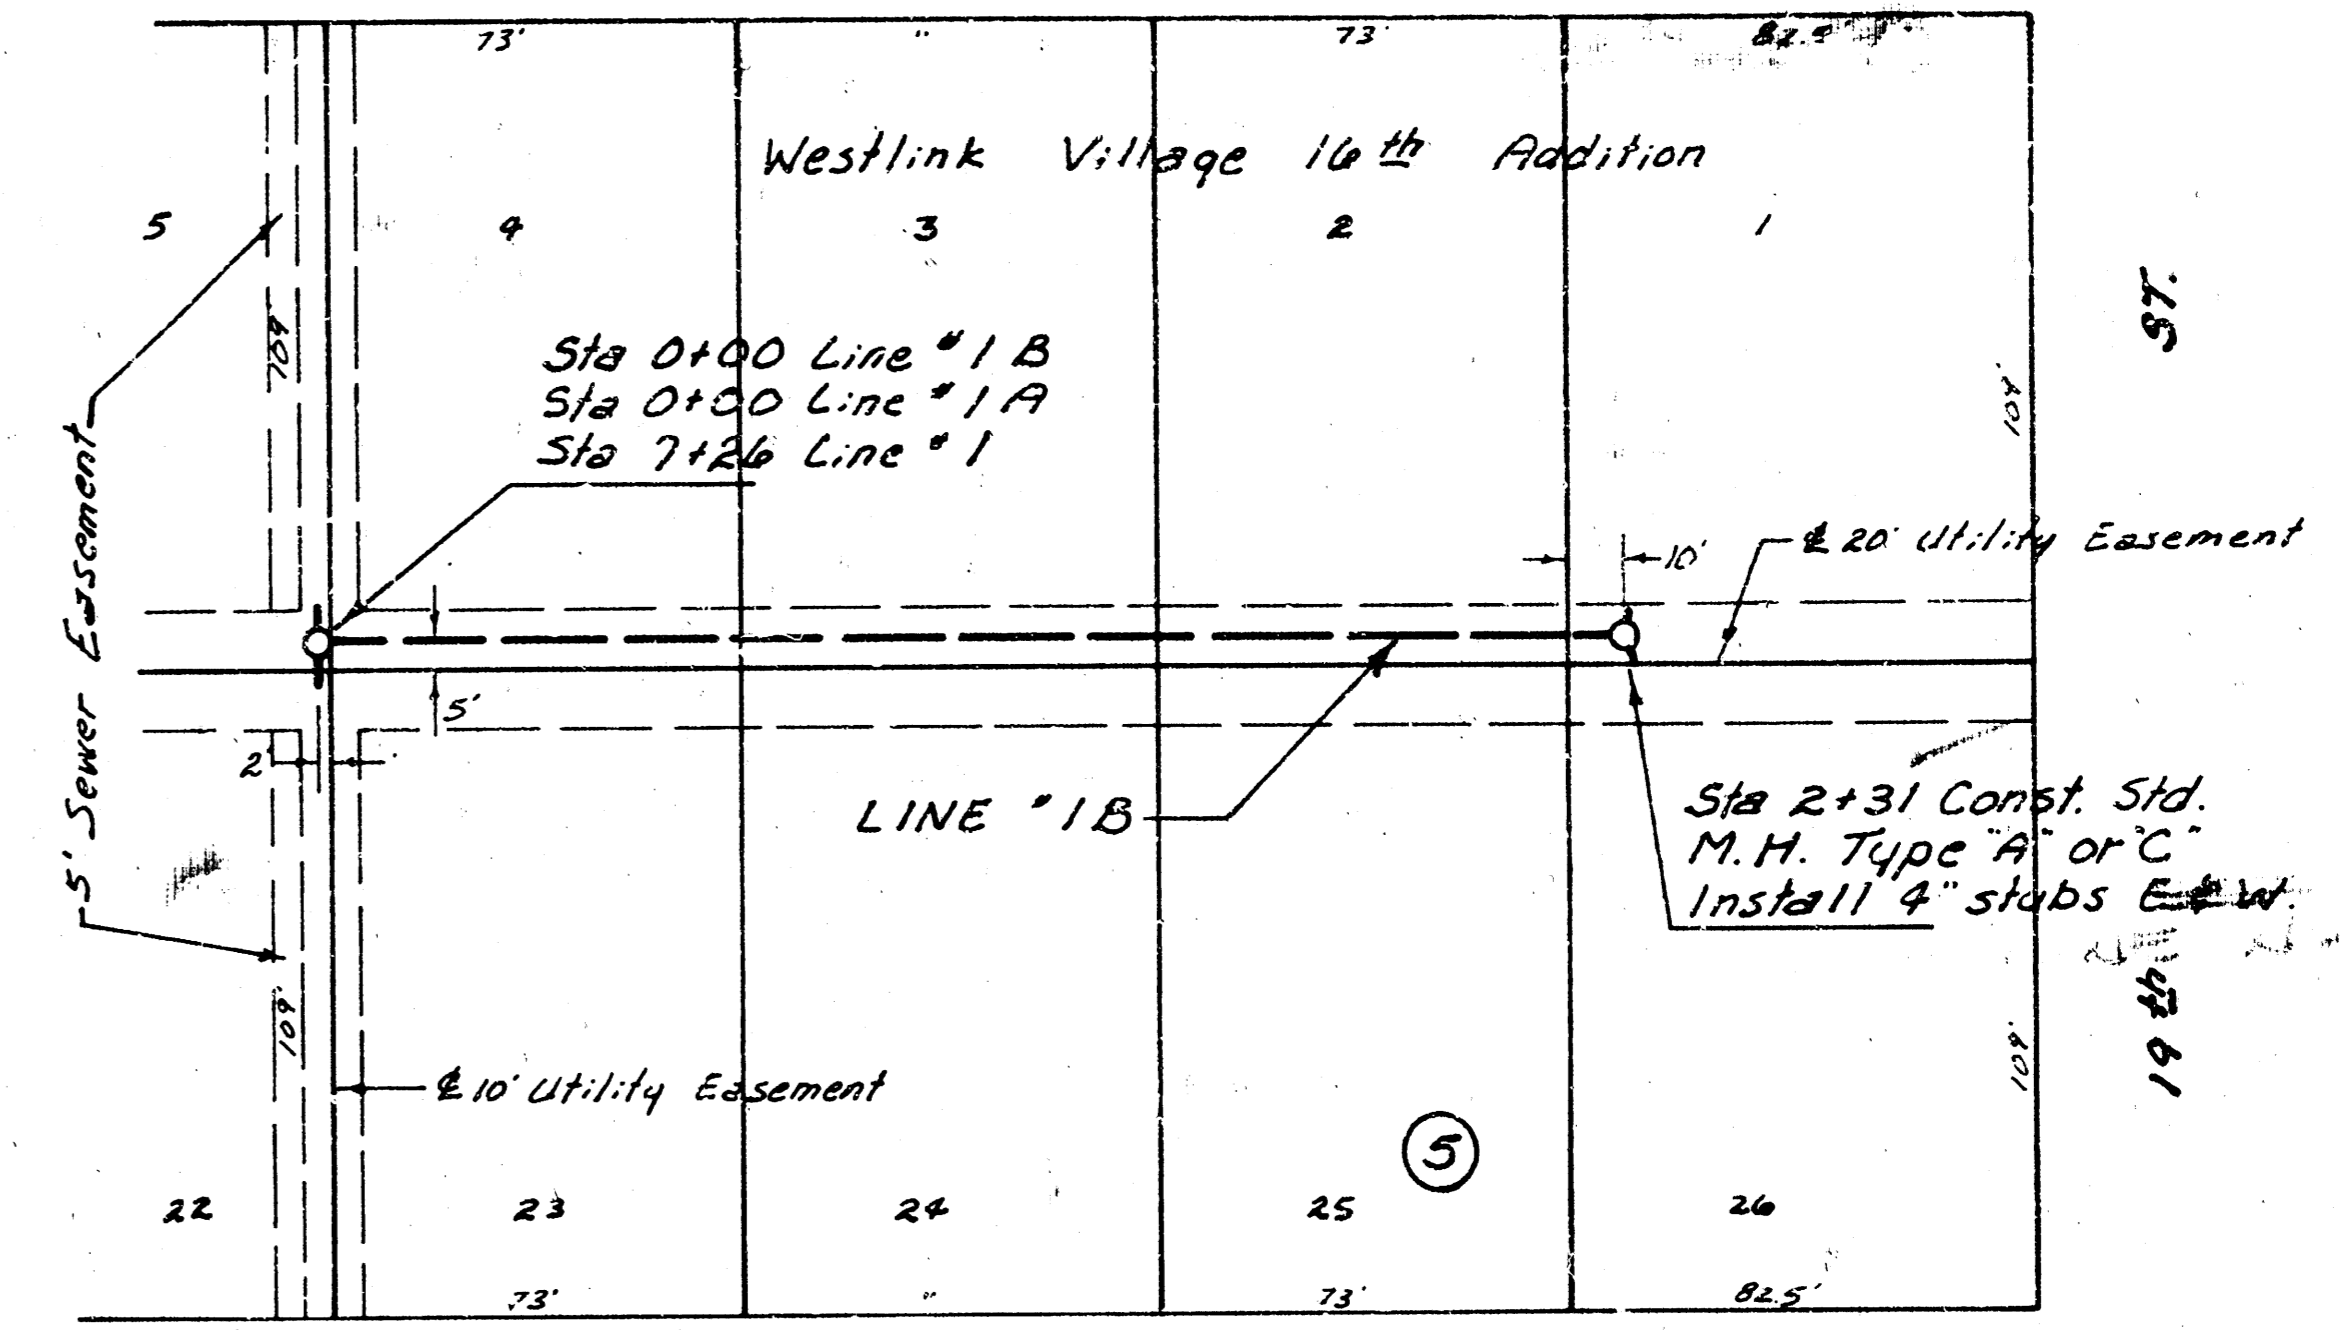 73'
"
73'
82.5
Westlink Village 16th Addition
5
4
3
2
1
"
ST.
109'
Sta 0+00 Line #1B
Sta 0+00 Line #1A
Sta 7+26 Line #1
109'
5' Sewer Easement
10'
℄ 20' Utility Easement
5'
2'
LINE #1B
Sta 2+31 Const. Std.
M.H. Type "A" or "C"
Install 4" stubs E & W.
109'
19th
109'
℄ 10' Utility Easement
5
22
23
24
25
26
73'
"
73'
82.5'